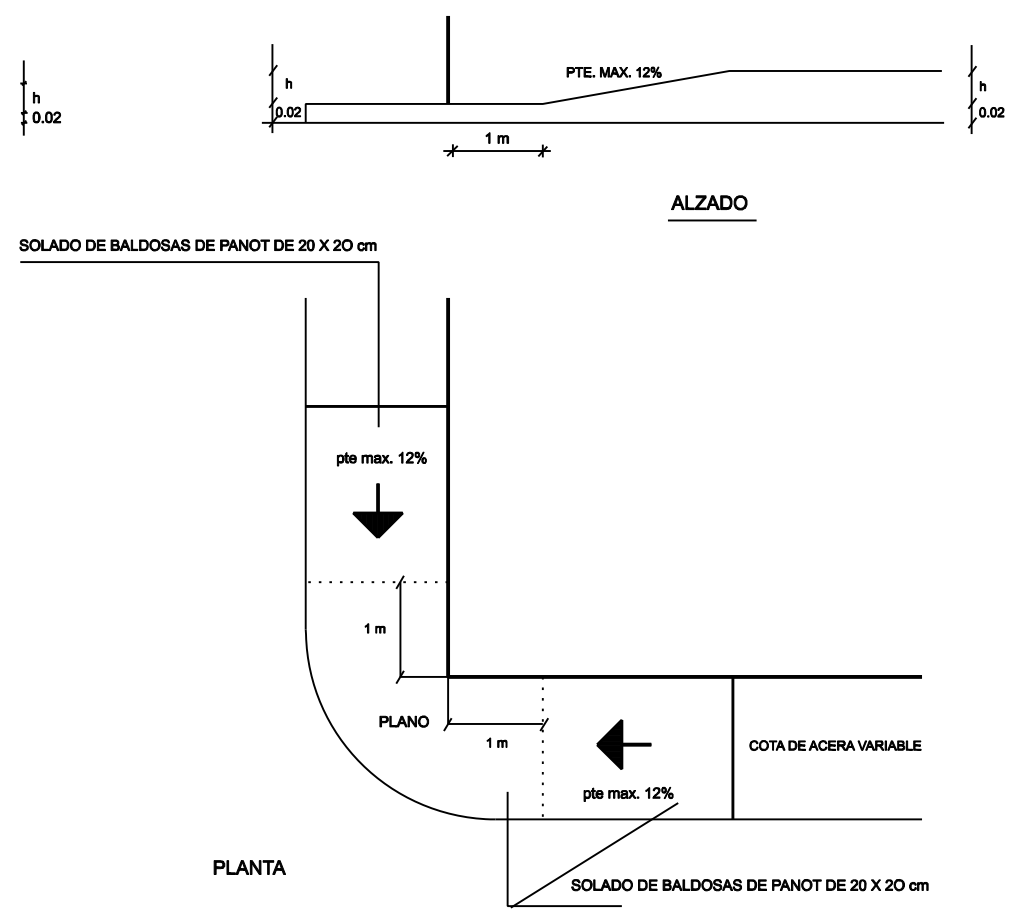 PTE. MAX. 12%
h
h
h
0.02
0.02
0.02
1 m
ALZADO
SOLADO DE BALDOSAS DE PANOT DE 20 X 2O cm
pte max. 12%
1 m
PLANO
1 m
COTA DE ACERA VARIABLE
pte max. 12%
PLANTA
SOLADO DE BALDOSAS DE PANOT DE 20 X 2O cm